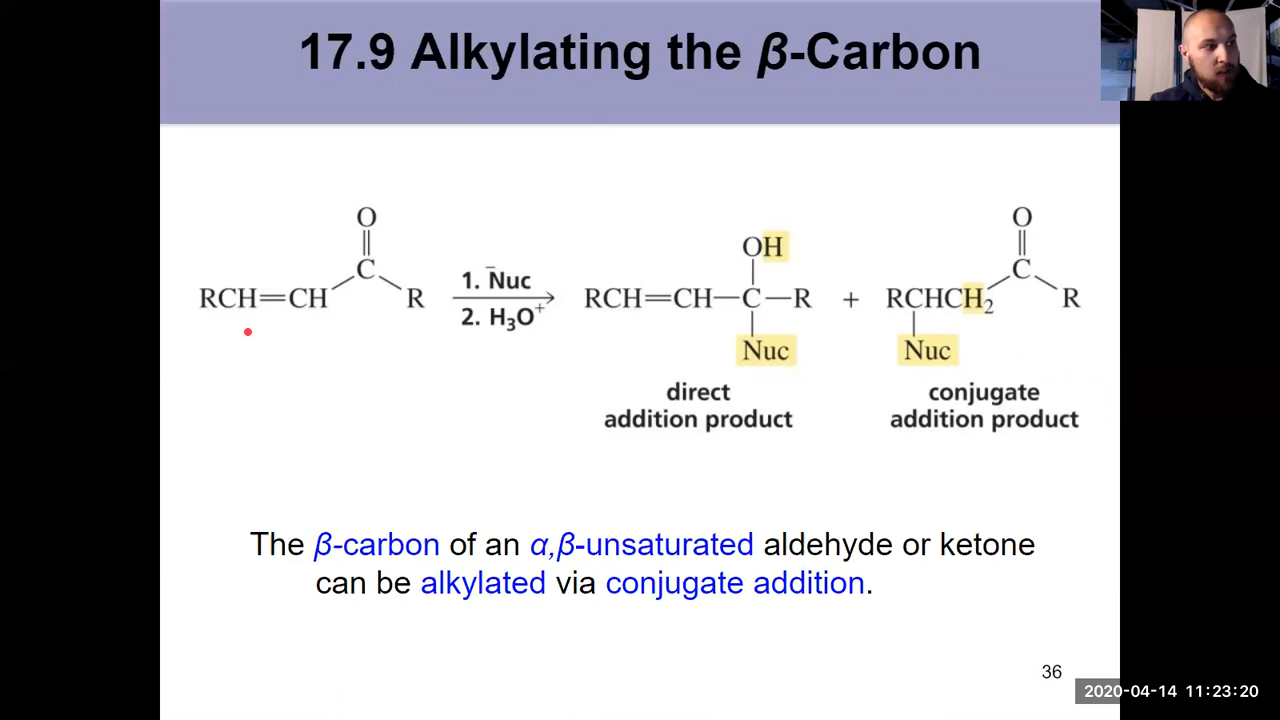 17.9 Alkylating the β-Carbon
O
C
RCH=CH
R
1. ⁻Nuc
2. H₃O⁺
OH
RCH=CH—C—R
Nuc
direct
addition product
+
O
C
RCHCH₂
R
Nuc
conjugate
addition product
The β-carbon of an α,β-unsaturated aldehyde or ketone
can be alkylated via conjugate addition.
36
2020-04-14 11:23:20